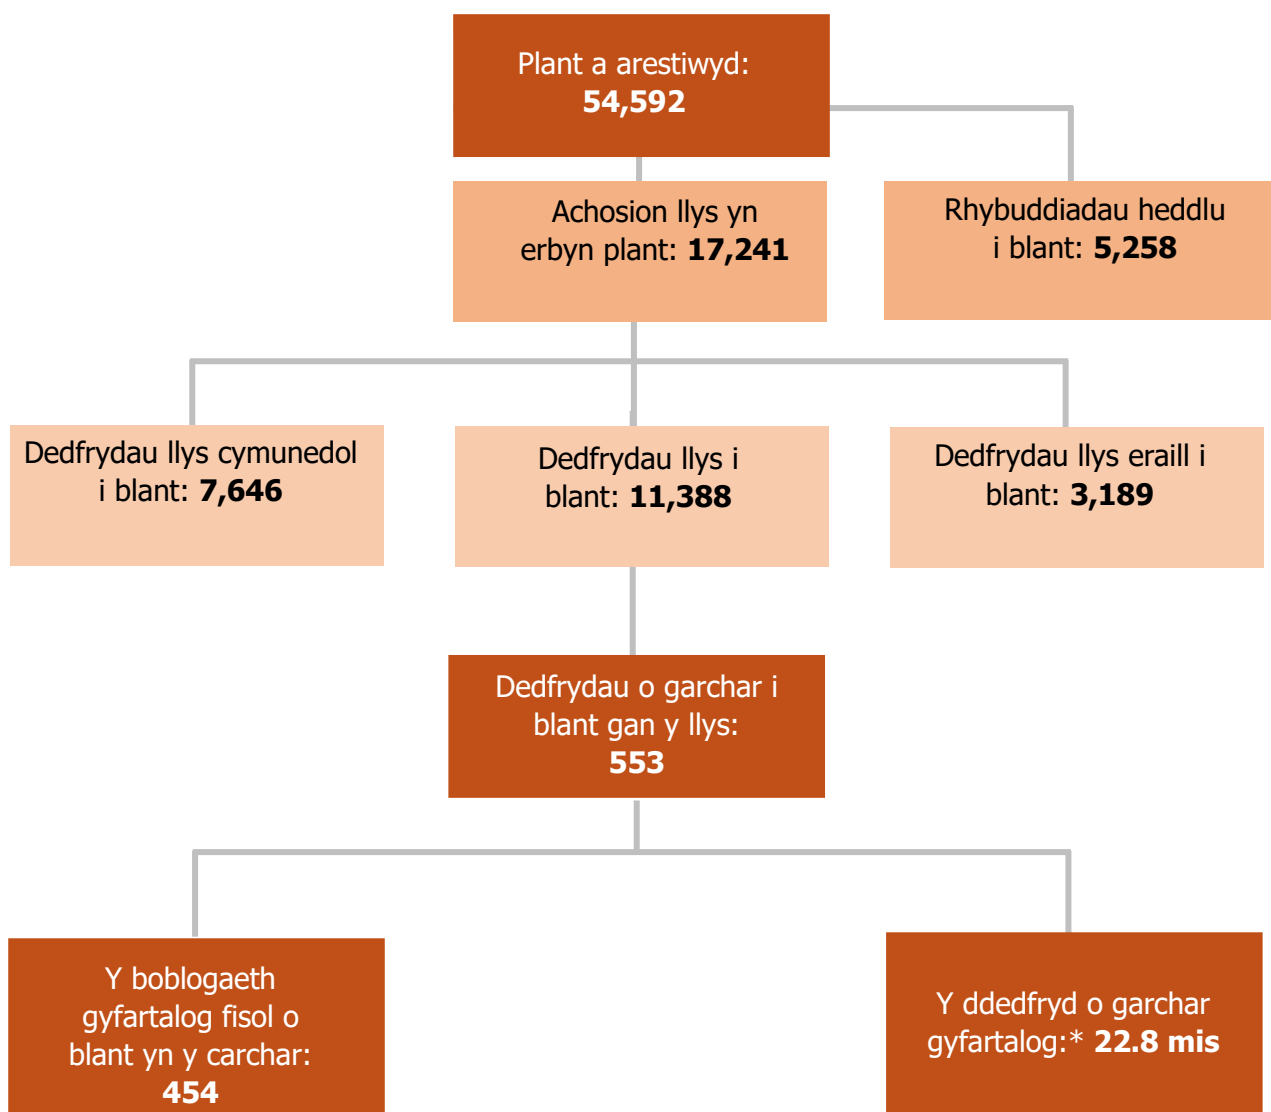 Plant a arestiwyd:
54,592
Achosion llys yn
erbyn plant: 17,241
Rhybuddiadau heddlu
i blant: 5,258
Dedfrydau llys cymunedol
i blant: 7,646
Dedfrydau llys i
blant: 11,388
Dedfrydau llys eraill i
blant: 3,189
Dedfrydau o garchar i
blant gan y llys:
553
Y boblogaeth
gyfartalog fisol o
blant yn y carchar:
454
Y ddedfryd o garchar
gyfartalog:* 22.8 mis